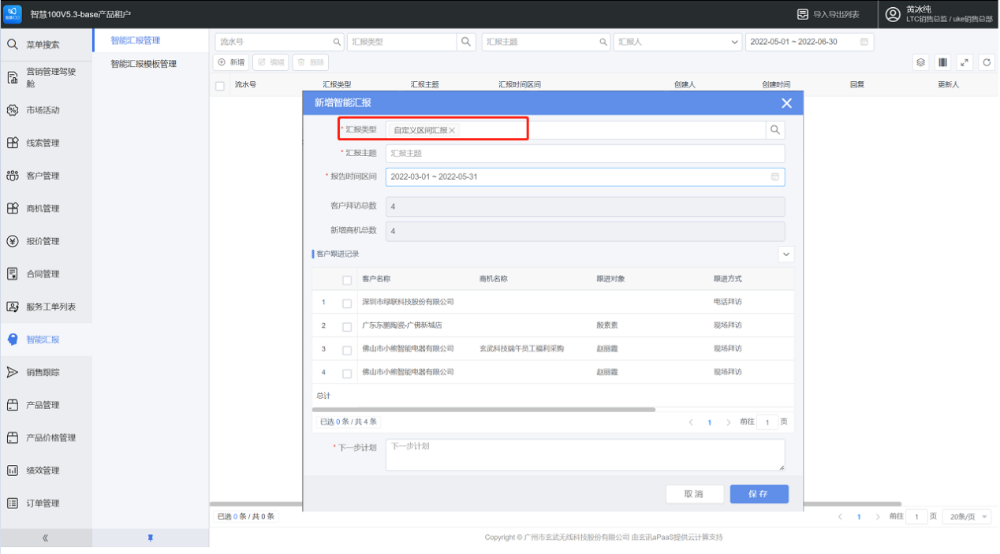 智慧100V5.3-base产品租户
导入导出列表
黄冰纯
LTC销售总监 / uke销售总部
菜单搜索
营销管理驾驶舱
市场活动
线索管理
客户管理
商机管理
报价管理
合同管理
服务工单列表
智能汇报
销售跟踪
产品管理
产品价格管理
绩效管理
订单管理
智能汇报管理
智能汇报模板管理
流水号 汇报类型 汇报主题 汇报人 2022-05-01 ~ 2022-06-30
新增 编辑 删除
流水号 汇报类型 汇报主题 汇报时间区间 创建人 创建时间 回复 更新人
新增智能汇报
* 汇报类型 自定义区间汇报
* 汇报主题 汇报主题
* 报告时间区间 2022-03-01 ~ 2022-05-31
客户拜访总数 4
新增商机总数 4
客户跟进记录
客户名称 商机名称 跟进对象 跟进方式
1 深圳市绿联科技股份有限公司 电话拜访
2 广东东鹏陶瓷-广佛新城店 殷素素 现场拜访
3 佛山市小熊智能电器有限公司 玄武科技端午员工福利采购 赵丽霞 现场拜访
4 佛山市小熊智能电器有限公司 赵丽霞 现场拜访
总计
已选 0 条 / 共 4 条 1 前往 1 页
* 下一步计划 下一步计划
取消 保存
已选 0 条 / 共 0 条 1 前往 1 页 20条/页
Copyright © 广州市玄武无线科技股份有限公司 由玄讯aPaaS提供云计算支持